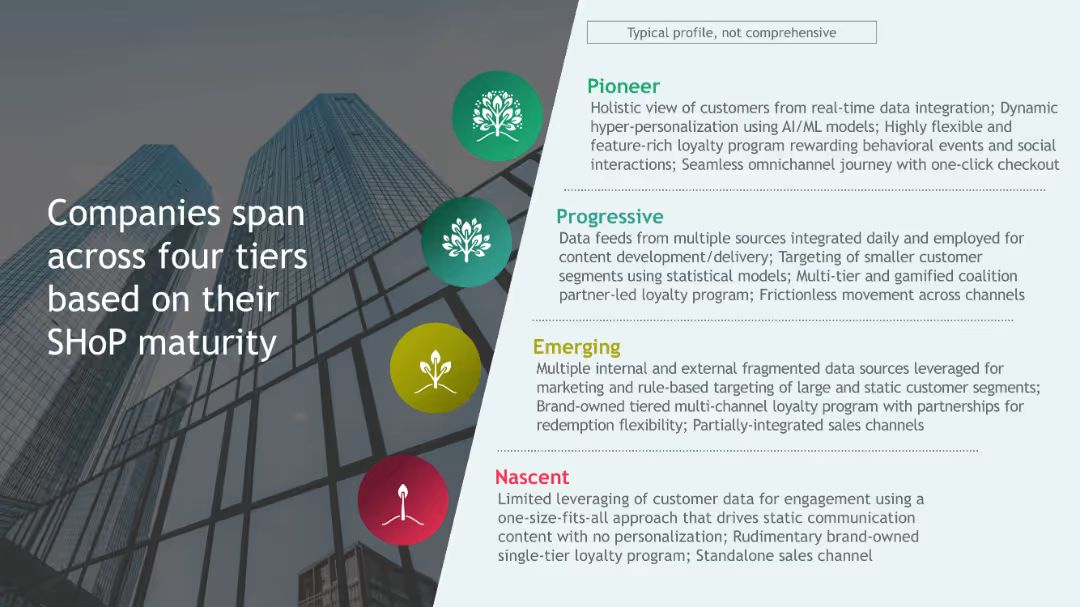 Companies span
across four tiers
based on their
SHoP maturity
Typical profile, not comprehensive
Pioneer
Holistic view of customers from real-time data integration; Dynamic
hyper-personalization using AI/ML models; Highly flexible and
feature-rich loyalty program rewarding behavioral events and social
interactions; Seamless omnichannel journey with one-click checkout
Progressive
Data feeds from multiple sources integrated daily and employed for
content development/delivery; Targeting of smaller customer
segments using statistical models; Multi-tier and gamified coalition
partner-led loyalty program; Frictionless movement across channels
Emerging
Multiple internal and external fragmented data sources leveraged for
marketing and rule-based targeting of large and static customer segments;
Brand-owned tiered multi-channel loyalty program with partnerships for
redemption flexibility; Partially-integrated sales channels
Nascent
Limited leveraging of customer data for engagement using a
one-size-fits-all approach that drives static communication
content with no personalization; Rudimentary brand-owned
single-tier loyalty program; Standalone sales channel